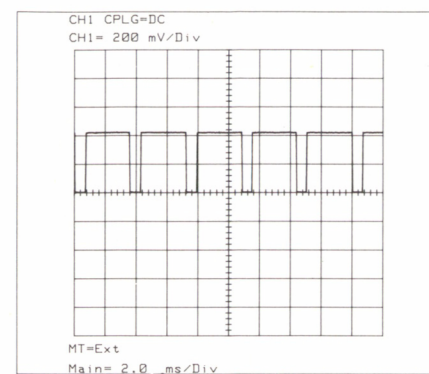 CH1 CPLG=DC
CH1= 200 mV/Div
MT=Ext
Main= 2.0 ms/Div